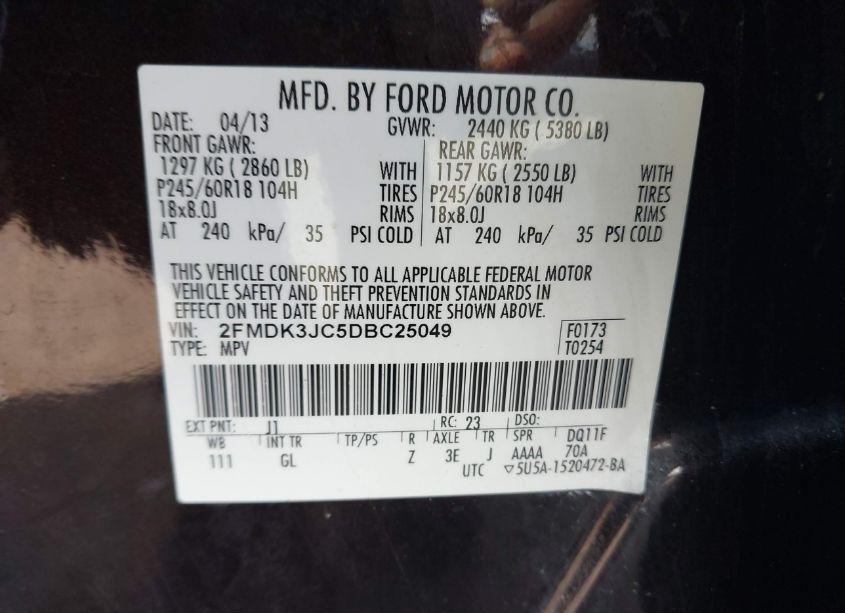 MFD. BY FORD MOTOR CO.
DATE: 04/13 GVWR: 2440 KG ( 5380 LB)
FRONT GAWR: REAR GAWR:
1297 KG ( 2860 LB) WITH 1157 KG ( 2550 LB) WITH
P245/60R18 104H TIRES P245/60R18 104H TIRES
18x8.0J RIMS 18x8.0J RIMS
AT 240 kPa/ 35 PSI COLD AT 240 kPa/ 35 PSI COLD
THIS VEHICLE CONFORMS TO ALL APPLICABLE FEDERAL MOTOR
VEHICLE SAFETY AND THEFT PREVENTION STANDARDS IN
EFFECT ON THE DATE OF MANUFACTURE SHOWN ABOVE.
VIN: 2FMDK3JC5DBC25049 F0173
TYPE: MPV T0254
EXT PNT: J1 RC: 23 DSO:
WB INT TR TP/PS R AXLE TR SPR DQ11F
111 GL Z 3E J AAAA 70A
UTC ▽5U5A-1520472-BA